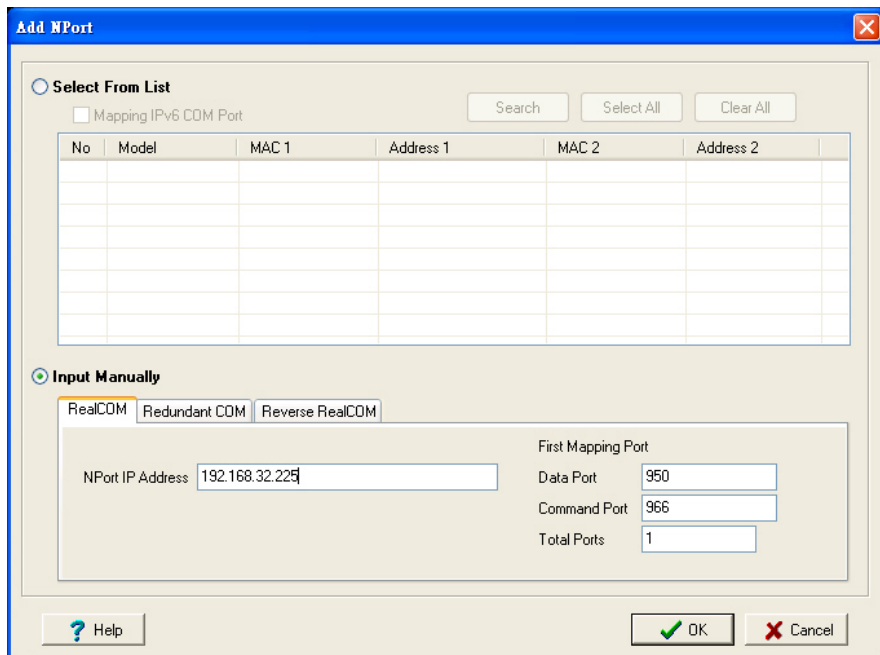 Add NPort
Select From List
Mapping IPv6 COM Port
Search
Select All
Clear All
No Model MAC 1 Address 1 MAC 2 Address 2
Input Manually
RealCOM Redundant COM Reverse RealCOM
First Mapping Port
NPort IP Address 192.168.32.225 Data Port 950
Command Port 966
Total Ports 1
? Help OK Cancel